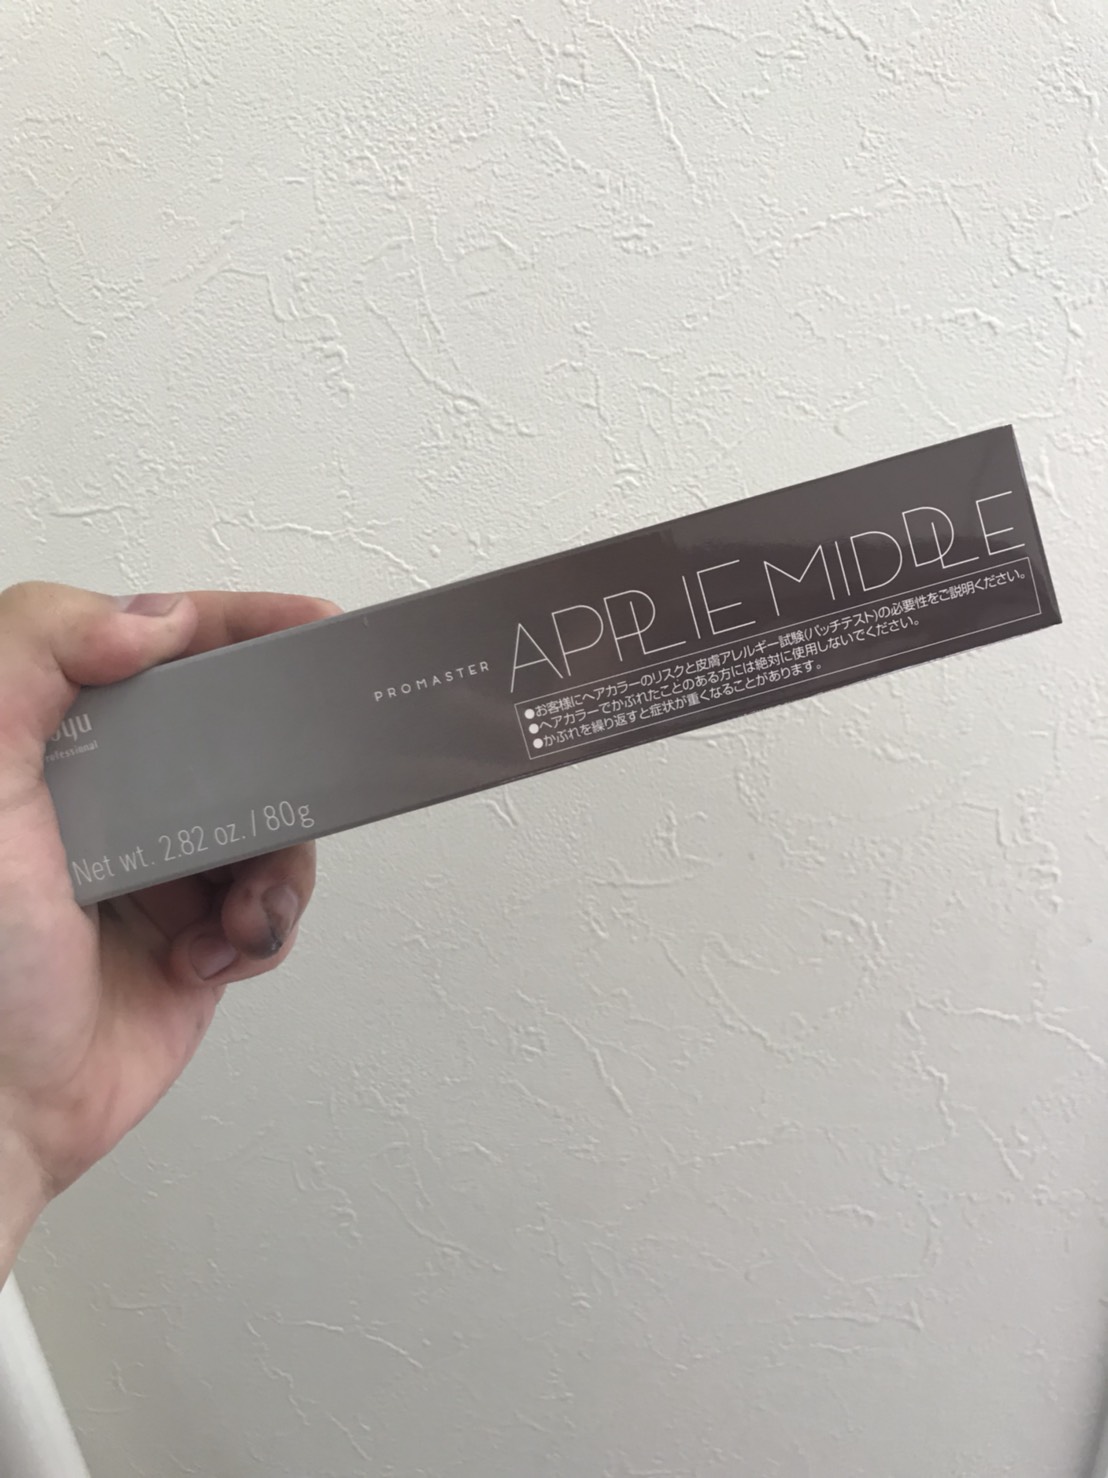 PROMASTER
APPLIE MIDDLE
●お客様にヘアカラーのリスクと皮膚アレルギー試験(パッチテスト)の必要性をご説明ください。
●ヘアカラーでかぶれたことのある方には絶対に使用しないでください。
●かぶれを繰り返すと症状が重くなることがあります。
Net wt. 2.82 oz. / 80g